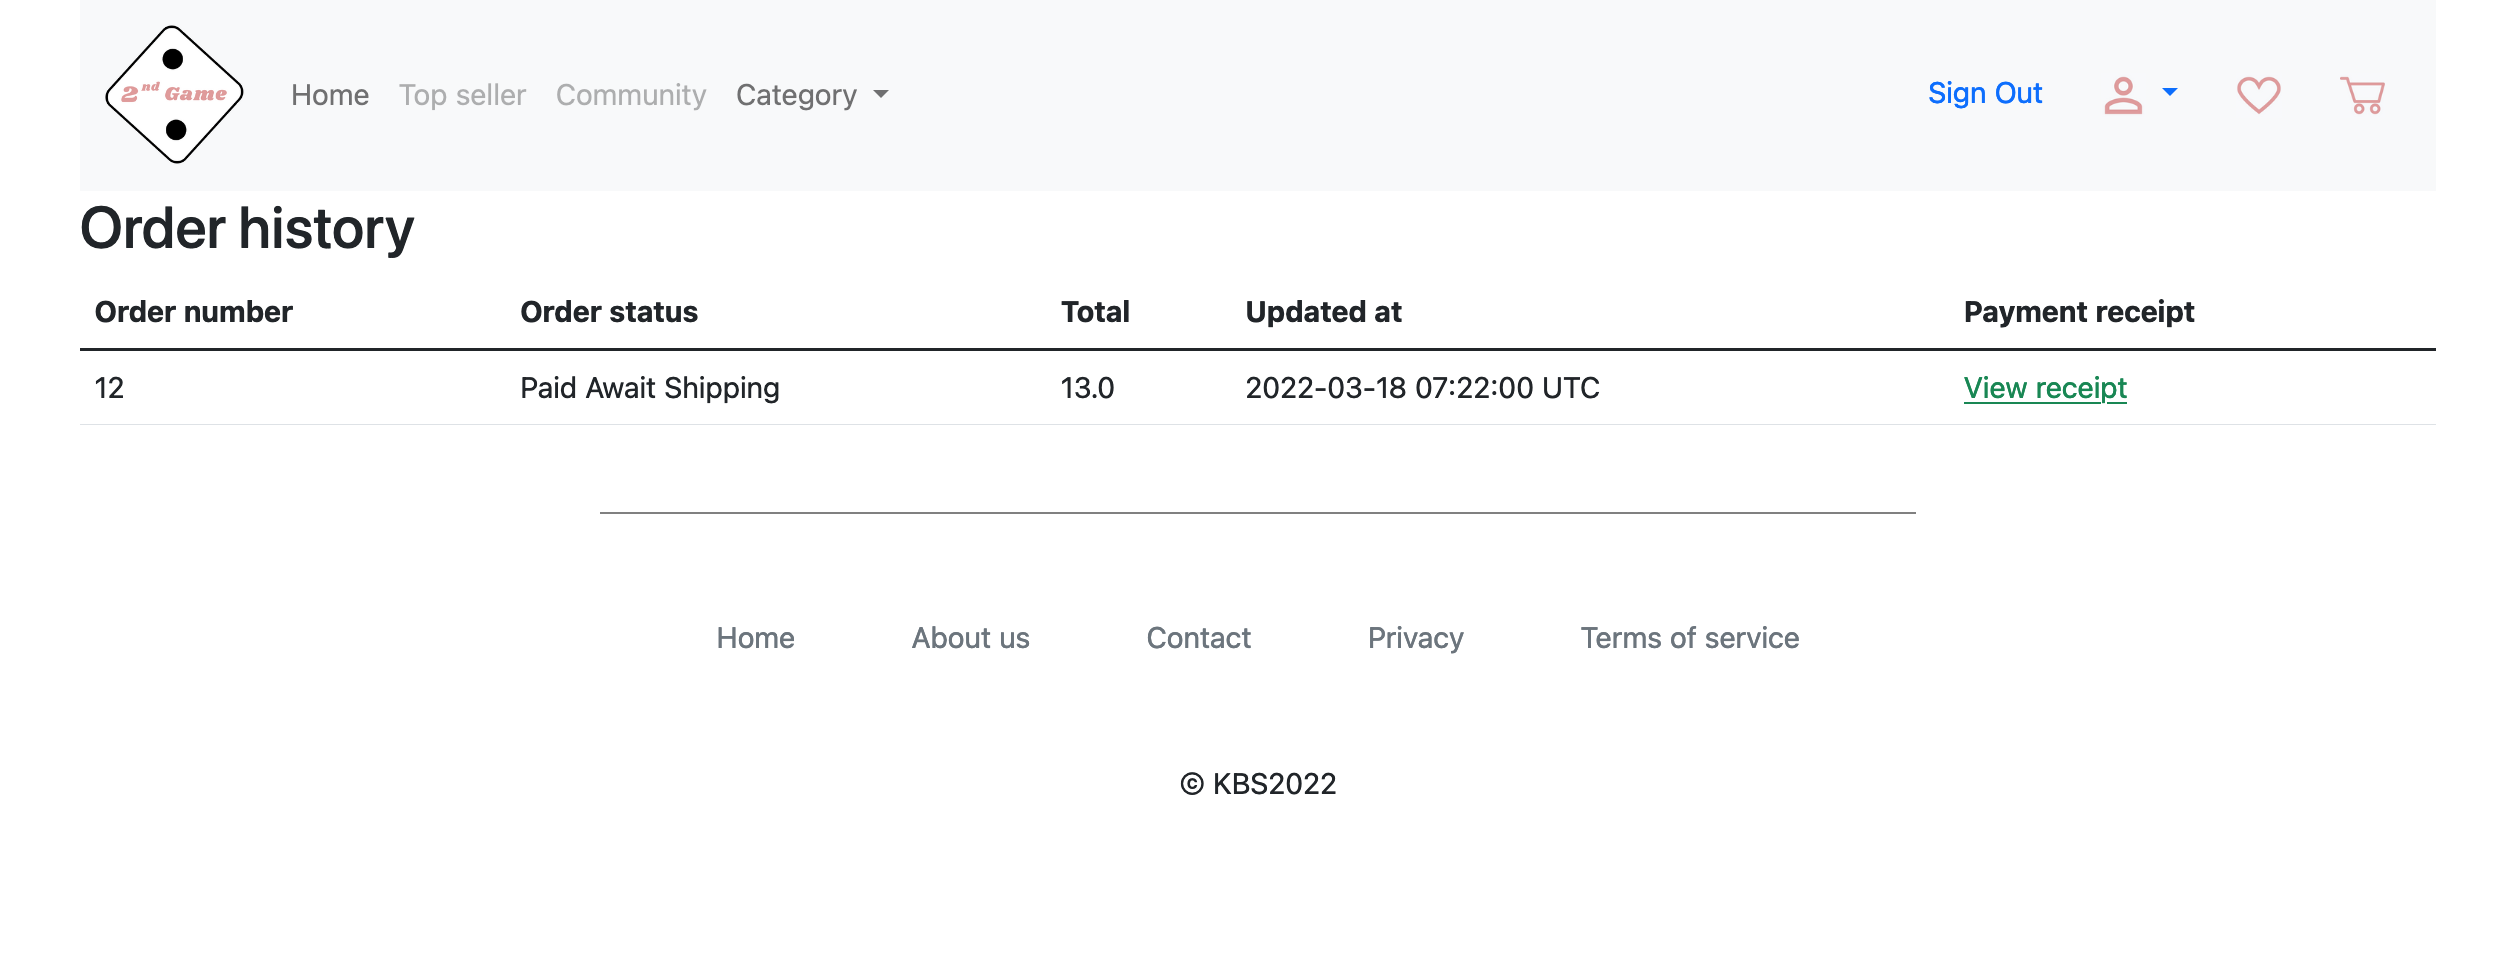 2nd Game
Home Top seller Community Category Sign Out
Order history
Order number Order status Total Updated at Payment receipt
12 Paid Await Shipping 13.0 2022-03-18 07:22:00 UTC View receipt
Home About us Contact Privacy Terms of service
© KBS2022